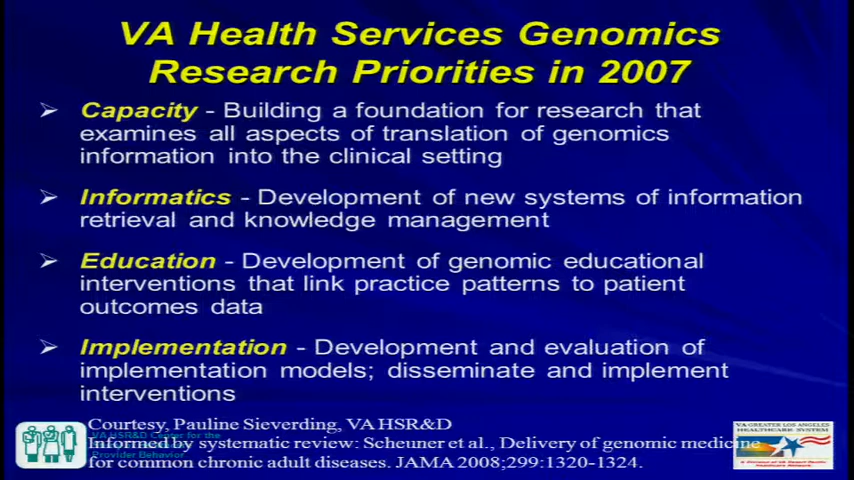 VA Health Services Genomics
Research Priorities in 2007
➢ Capacity - Building a foundation for research that
examines all aspects of translation of genomics
information into the clinical setting
➢ Informatics - Development of new systems of information
retrieval and knowledge management
➢ Education - Development of genomic educational
interventions that link practice patterns to patient
outcomes data
➢ Implementation - Development and evaluation of
implementation models; disseminate and implement
interventions
Courtesy, Pauline Sieverding, VA HSR&D
VA HSR&D Center for the
Informed by systematic review: Scheuner et al., Delivery of genomic medicine
Provider Behavior
for common chronic adult diseases. JAMA 2008;299:1320-1324.
VA GREATER LOS ANGELES
HEALTHCARE SYSTEM